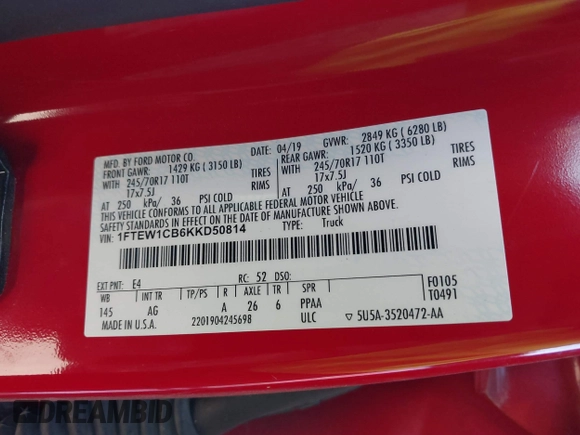 MFD. BY FORD MOTOR CO.
DATE: 04/19
GVWR: 2849 KG ( 6280 LB)
FRONT GAWR: 1429 KG ( 3150 LB)
REAR GAWR: 1520 KG ( 3350 LB)
WITH 245/70R17 110T TIRES
WITH 245/70R17 110T TIRES
17x7.5J RIMS
17x7.5J RIMS
AT 250 kPa/ 36 PSI COLD
AT 250 kPa/ 36 PSI COLD
THIS VEHICLE CONFORMS TO ALL APPLICABLE FEDERAL MOTOR VEHICLE
SAFETY STANDARDS IN EFFECT ON THE DATE OF MANUFACTURE SHOWN ABOVE.
VIN: 1FTEW1CB6KKD50814
TYPE: Truck
EXT PNT: E4 RC: 52 DSO:
WB INT TR TP/PS R AXLE TR SPR
145 AG A 26 6 PPAA
F0105
T0491
MADE IN U.S.A. 2201904245698 ULC
▽ 5U5A-3520472-AA
DREAMBID